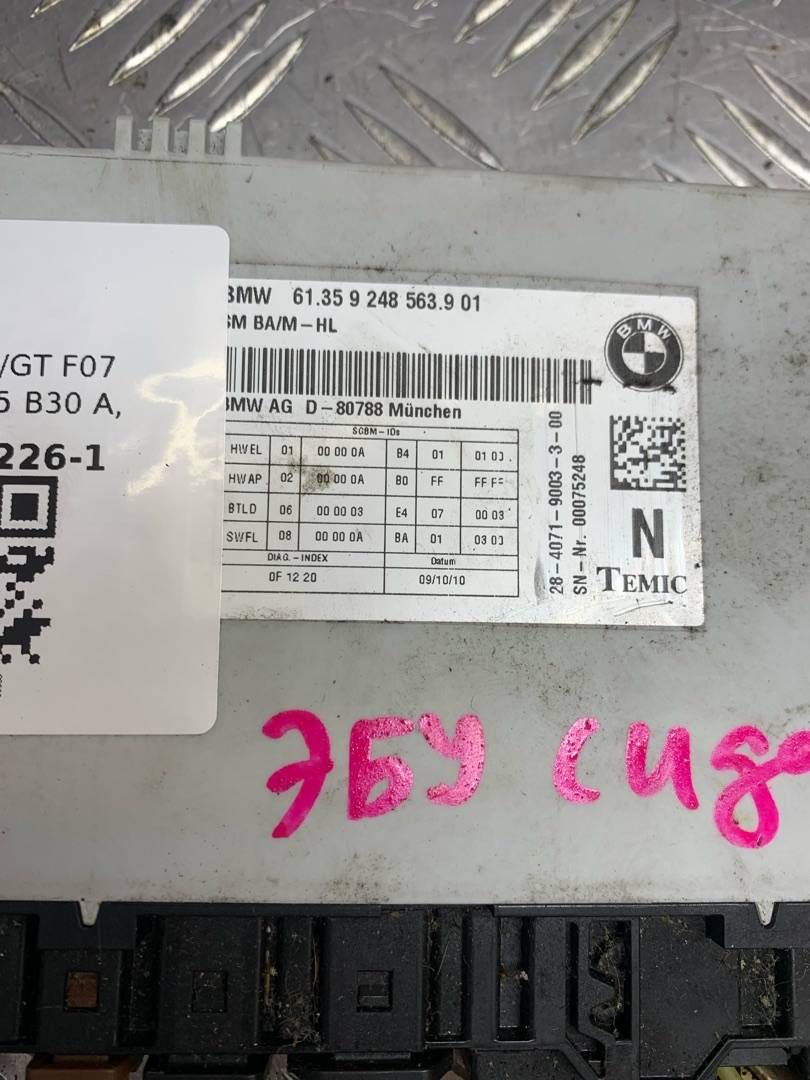 BMW 61.35 9 248 563.9 01
SM BA/M-HL
BMW AG D-80788 München
SGBM-IDs
HWEL 01 00 00 0A B4 01 01 03
HWAP 02 00 00 0A B0 FF FF FF
BTLD 06 00 00 03 E4 07 00 03
SWFL 08 00 00 0A BA 01 03 03
DIAG.-INDEX Datum
0F 12 20 09/10/10
28-4071-9003-3-00
SN-Nr. 00075248
BMW
N
TEMIC
/GT F07
B30 A,
226-1
ЭБУ